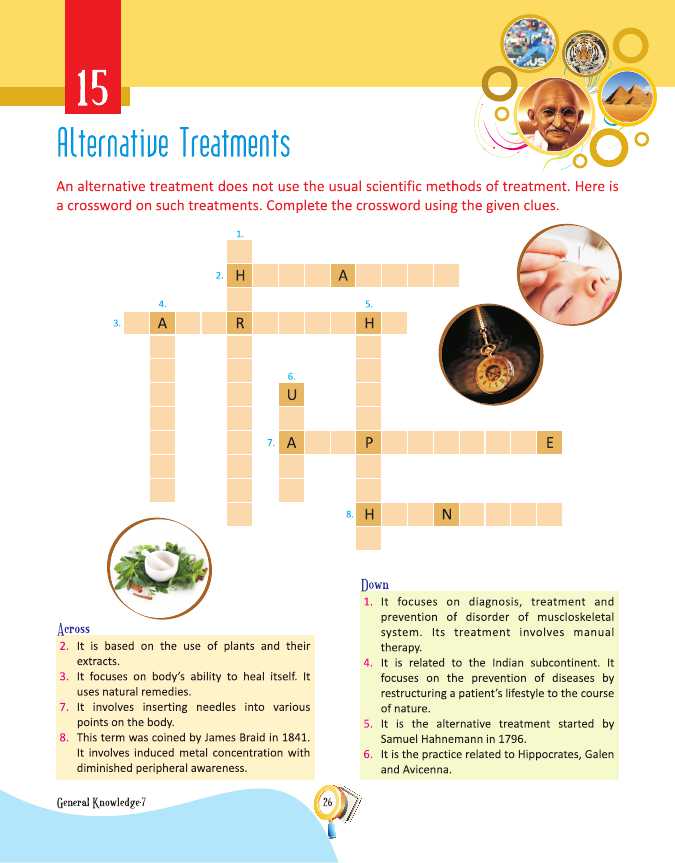 15
Alternative Treatments
An alternative treatment does not use the usual scientific methods of treatment. Here is
a crossword on such treatments. Complete the crossword using the given clues.
1.
2. H A
4. 5.
3. A R H
6.
U
7. A P E
8. H N
Across
2. It is based on the use of plants and their
extracts.
3. It focuses on body's ability to heal itself. It
uses natural remedies.
7. It involves inserting needles into various
points on the body.
8. This term was coined by James Braid in 1841.
It involves induced metal concentration with
diminished peripheral awareness.
Down
1. It focuses on diagnosis, treatment and
prevention of disorder of muscloskeletal
system. Its treatment involves manual
therapy.
4. It is related to the Indian subcontinent. It
focuses on the prevention of diseases by
restructuring a patient's lifestyle to the course
of nature.
5. It is the alternative treatment started by
Samuel Hahnemann in 1796.
6. It is the practice related to Hippocrates, Galen
and Avicenna.
General Knowledge-7
26